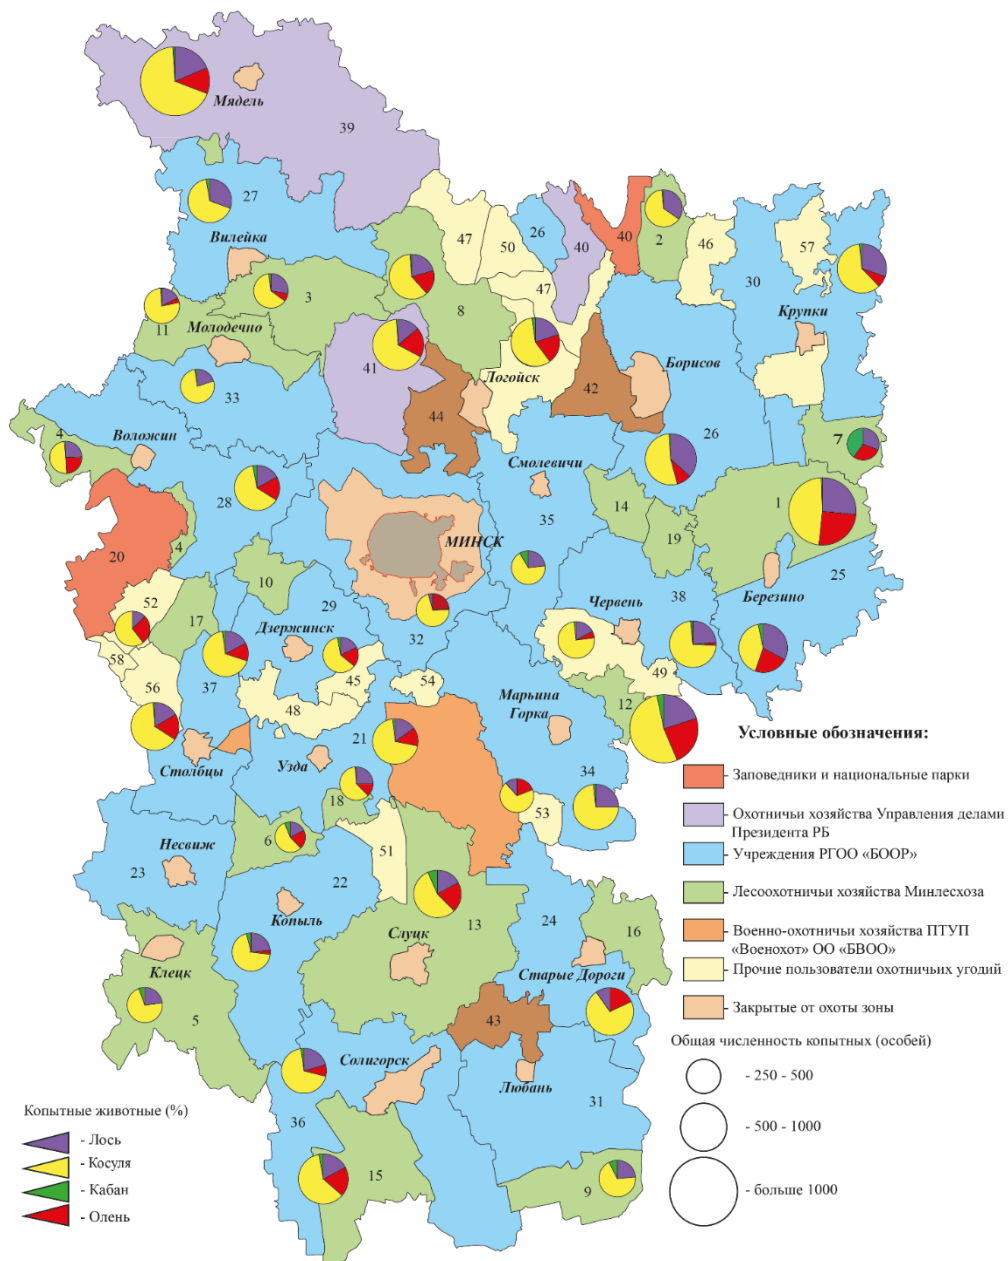 Мядель
39
27
Вилейка
47
50
26
40
40
2
46
57
30
Крупки
3
11
Молодечно
8
47
41
Логойск
44
42
Борисов
33
26
4
Воложин
7
Смолевичи
28
МИНСК
35
14
19
1
20
4
10
29
25
52
17
Дзержинск
32
Червень
38
Березино
58
37
45
54
49
56
48
12
Марьина
Горка
21
Узда
Столбцы
18
34
53
6
51
Несвиж
23
22
Копыль
13
24
16
Слуцк
Клецк
Старые Дороги
5
43
Солигорск
Любань
31
36
15
9
Условные обозначения:
- Заповедники и национальные парки
- Охотничьи хозяйства Управления делами
Президента РБ
- Учреждения РГОО «БООР»
- Лесоохотничьи хозяйства Минлесхоза
- Военно-охотничьи хозяйства ПТУП
«Военохот» ОО «БВОО»
- Прочие пользователи охотничьих угодий
- Закрытые от охоты зоны
Общая численность копытных (особей)
- 250 - 500
- 500 - 1000
- больше 1000
Копытные животные (%)
- Лось
- Косуля
- Кабан
- Олень